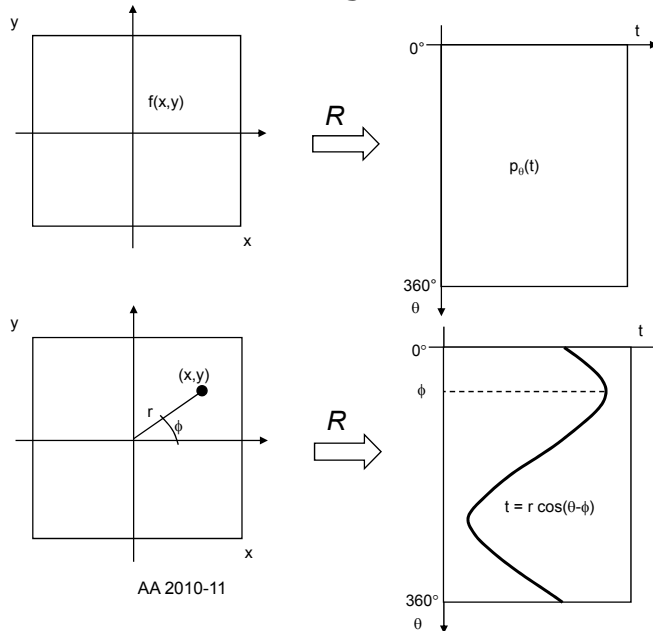 y
f(x,y)
x
R
t
0°
pθ(t)
360°
θ
y
(x,y)
r
ϕ
x
R
t
0°
ϕ
t = r cos(θ-ϕ)
360°
θ
AA 2010-11